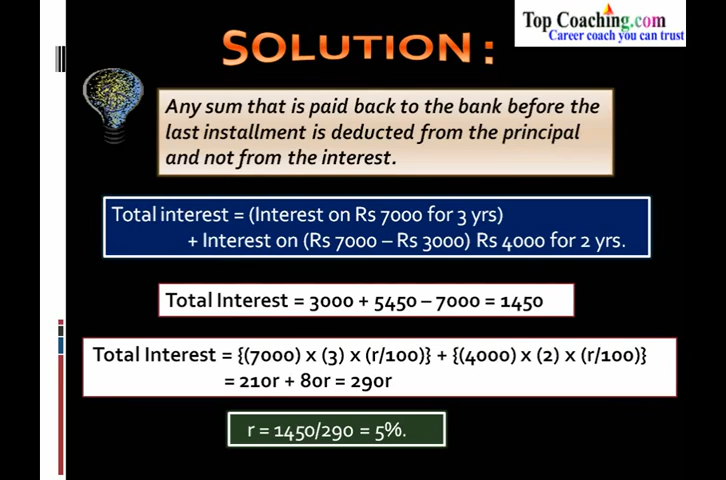 Top Coaching.com
Career coach you can trust
SOLUTION :
Any sum that is paid back to the bank before the
last installment is deducted from the principal
and not from the interest.
Total interest = (Interest on Rs 7000 for 3 yrs)
+ Interest on (Rs 7000 – Rs 3000) Rs 4000 for 2 yrs.
Total Interest = 3000 + 5450 – 7000 = 1450
Total Interest = {(7000) x (3) x (r/100)} + {(4000) x (2) x (r/100)}
= 210r + 80r = 290r
r = 1450/290 = 5%.